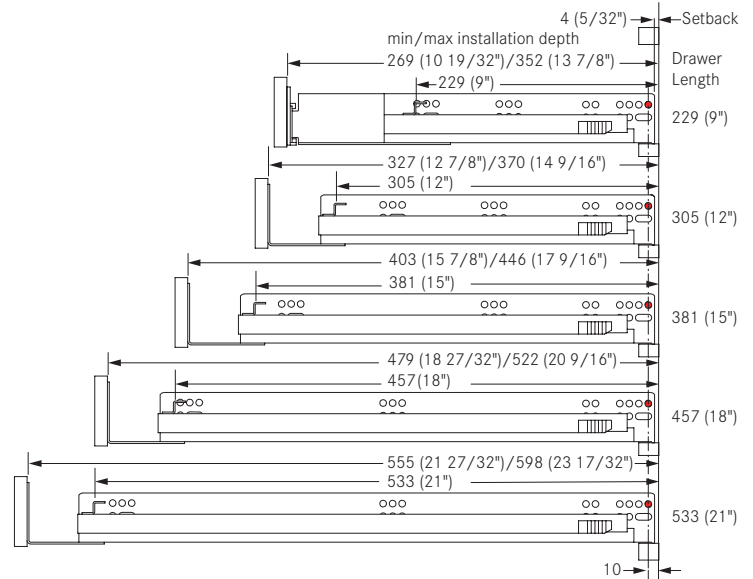 4 (5/32") Setback
min/max installation depth
269 (10 19/32")/352 (13 7/8")
Drawer
Length
229 (9")
229 (9")
327 (12 7/8")/370 (14 9/16")
305 (12")
305 (12")
403 (15 7/8")/446 (17 9/16")
381 (15")
381 (15")
479 (18 27/32")/522 (20 9/16")
457(18")
457 (18")
555 (21 27/32")/598 (23 17/32")
533 (21")
533 (21")
10